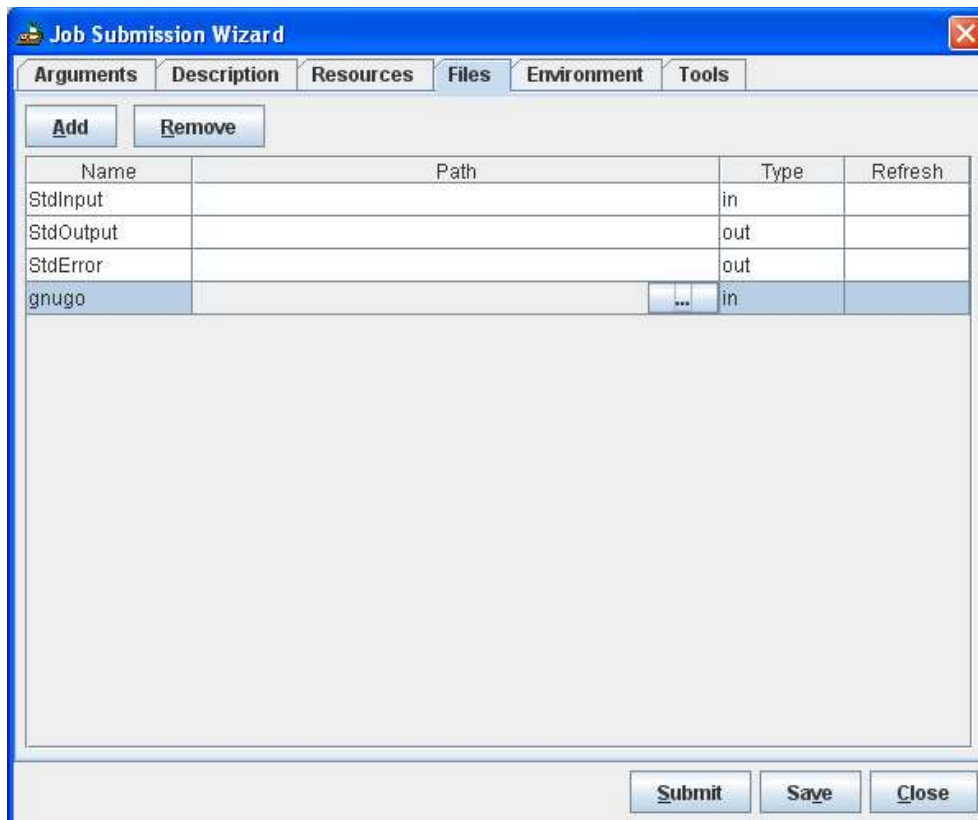 Job Submission Wizard
Arguments Description Resources Files Environment Tools
Add Remove
Name Path Type Refresh
StdInput in
StdOutput out
StdError out
gnugo ... in
Submit Save Close